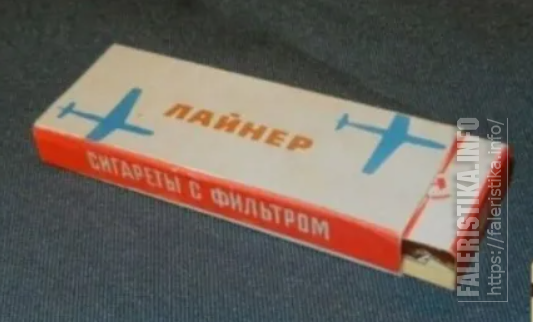 ЛАЙНЕР
СИГАРЕТЫ С ФИЛЬТРОМ
FALERISTIKA.INFO
https://faleristika.info/